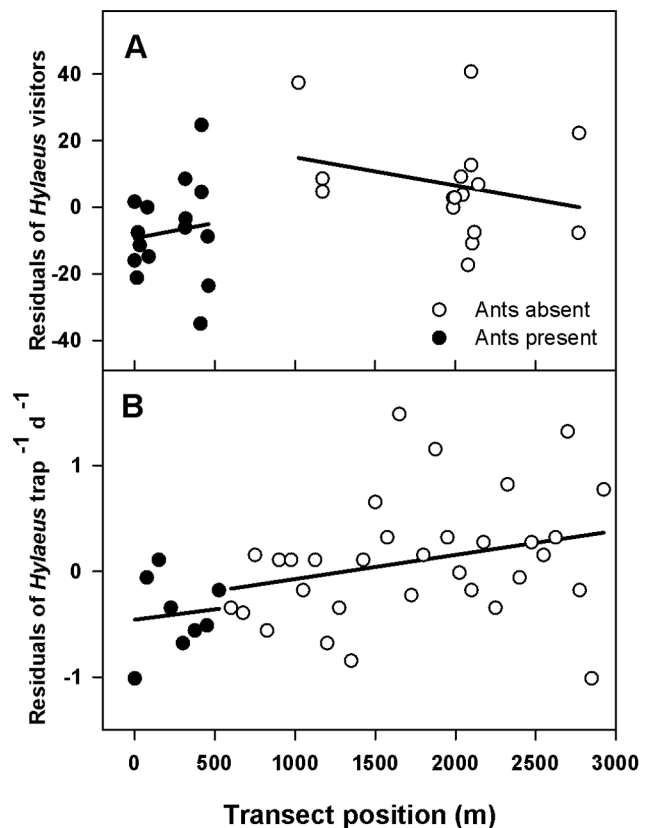 A
Residuals of Hylaeus visitors
40
20
0
-20
-40
Ants absent
Ants present
B
Residuals of Hylaeus trap -1 d -1
1
0
-1
0 500 1000 1500 2000 2500 3000
Transect position (m)